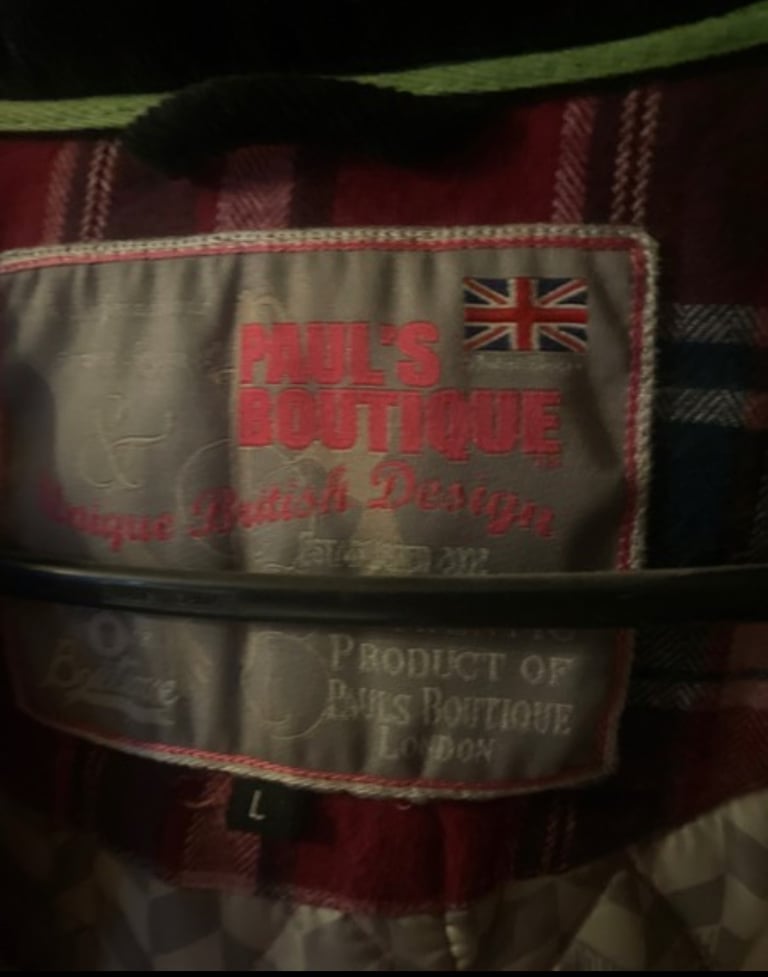 PAUL'S
BOUTIQUE
Unique British Design
&
PRODUCT OF
PAULS BOUTIQUE
LONDON
L